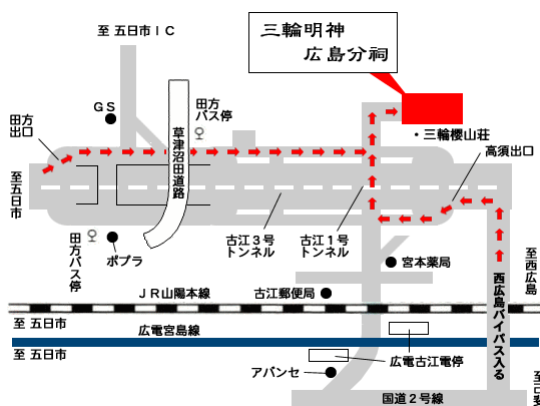 至 五日市ＩＣ
三輪明神
広島分祠
ＧＳ
田方
バス停
田方
出口
草津沼田道路
・三輪櫻山荘
高須出口
至五日市
古江３号
トンネル
古江１号
トンネル
田方
バス停
ポプラ
宮本薬局
至西広島
西広島バイパス入る
ＪＲ山陽本線
古江郵便局
至 五日市
広電宮島線
至 五日市
広電古江電停
アバンセ
国道２号線